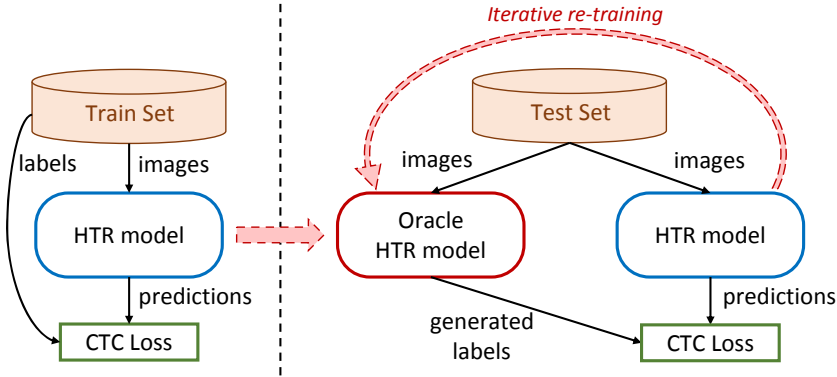 Iterative re-training
Train Set
labels
images
HTR model
predictions
CTC Loss
Test Set
images
images
Oracle
HTR model
HTR model
generated
labels
predictions
CTC Loss